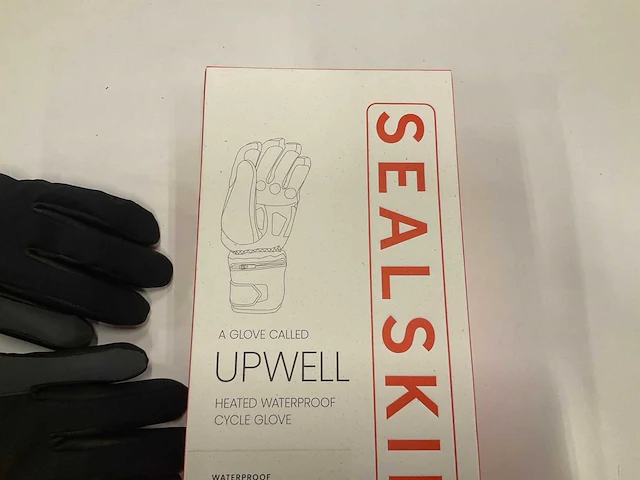 SEALSKI
A GLOVE CALLED
UPWELL
HEATED WATERPROOF
CYCLE GLOVE
WATERPROOF